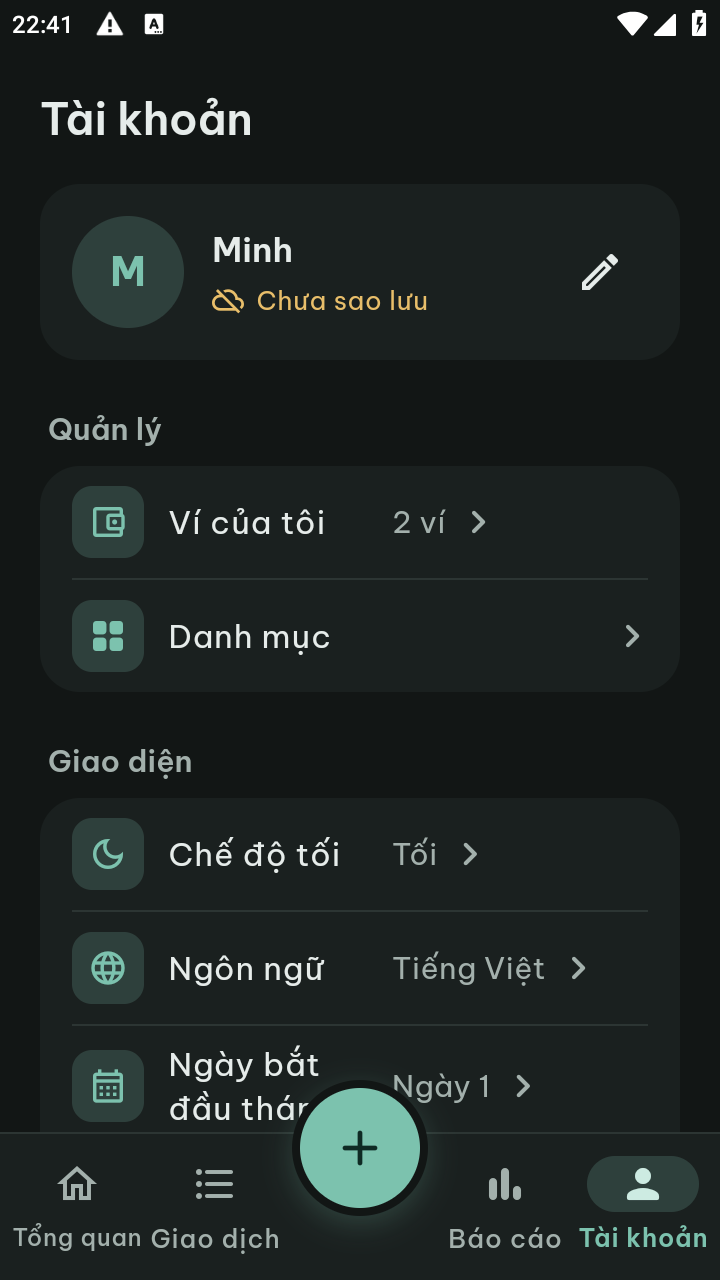 22:41
Tài khoản
M
Minh
Chưa sao lưu
Quản lý
Ví của tôi 2 ví
Danh mục
Giao diện
Chế độ tối Tối
Ngôn ngữ Tiếng Việt
Ngày bắt Ngày 1
đầu
Tổng quan Giao dịch Báo cáo Tài khoản